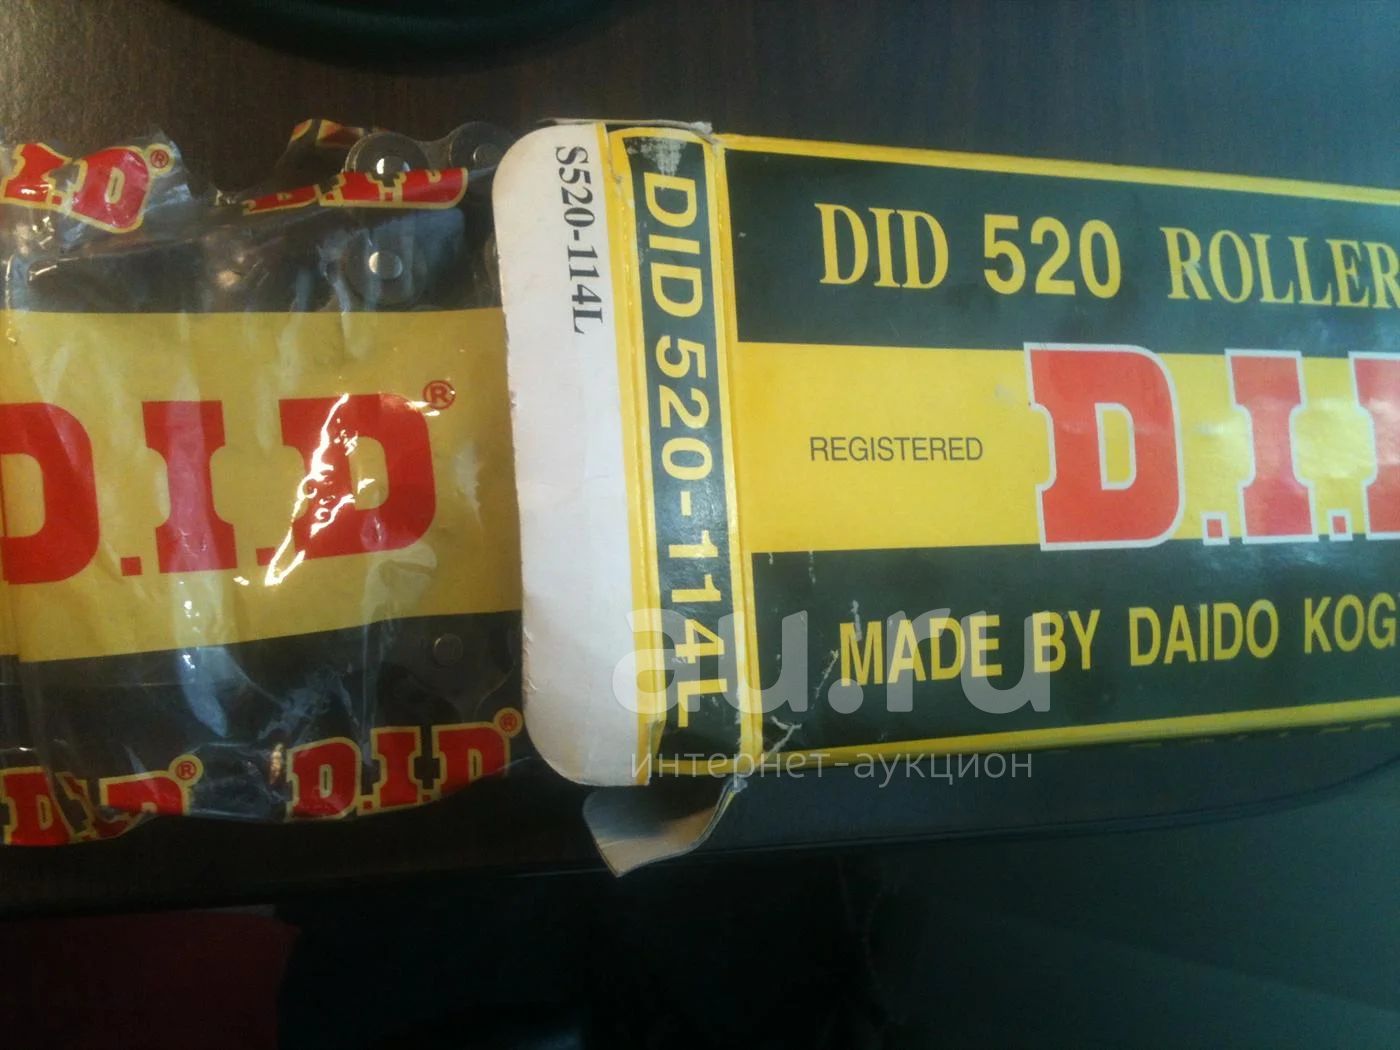 D.I.D®
D.I.D
D.I.D®
D.I.D®
D.I.D®
S520-114L
DID 520-114L
DID 520 ROLLER
REGISTERED
D.I.
MADE BY DAIDO KOG
au.ru
интернет-аукцион